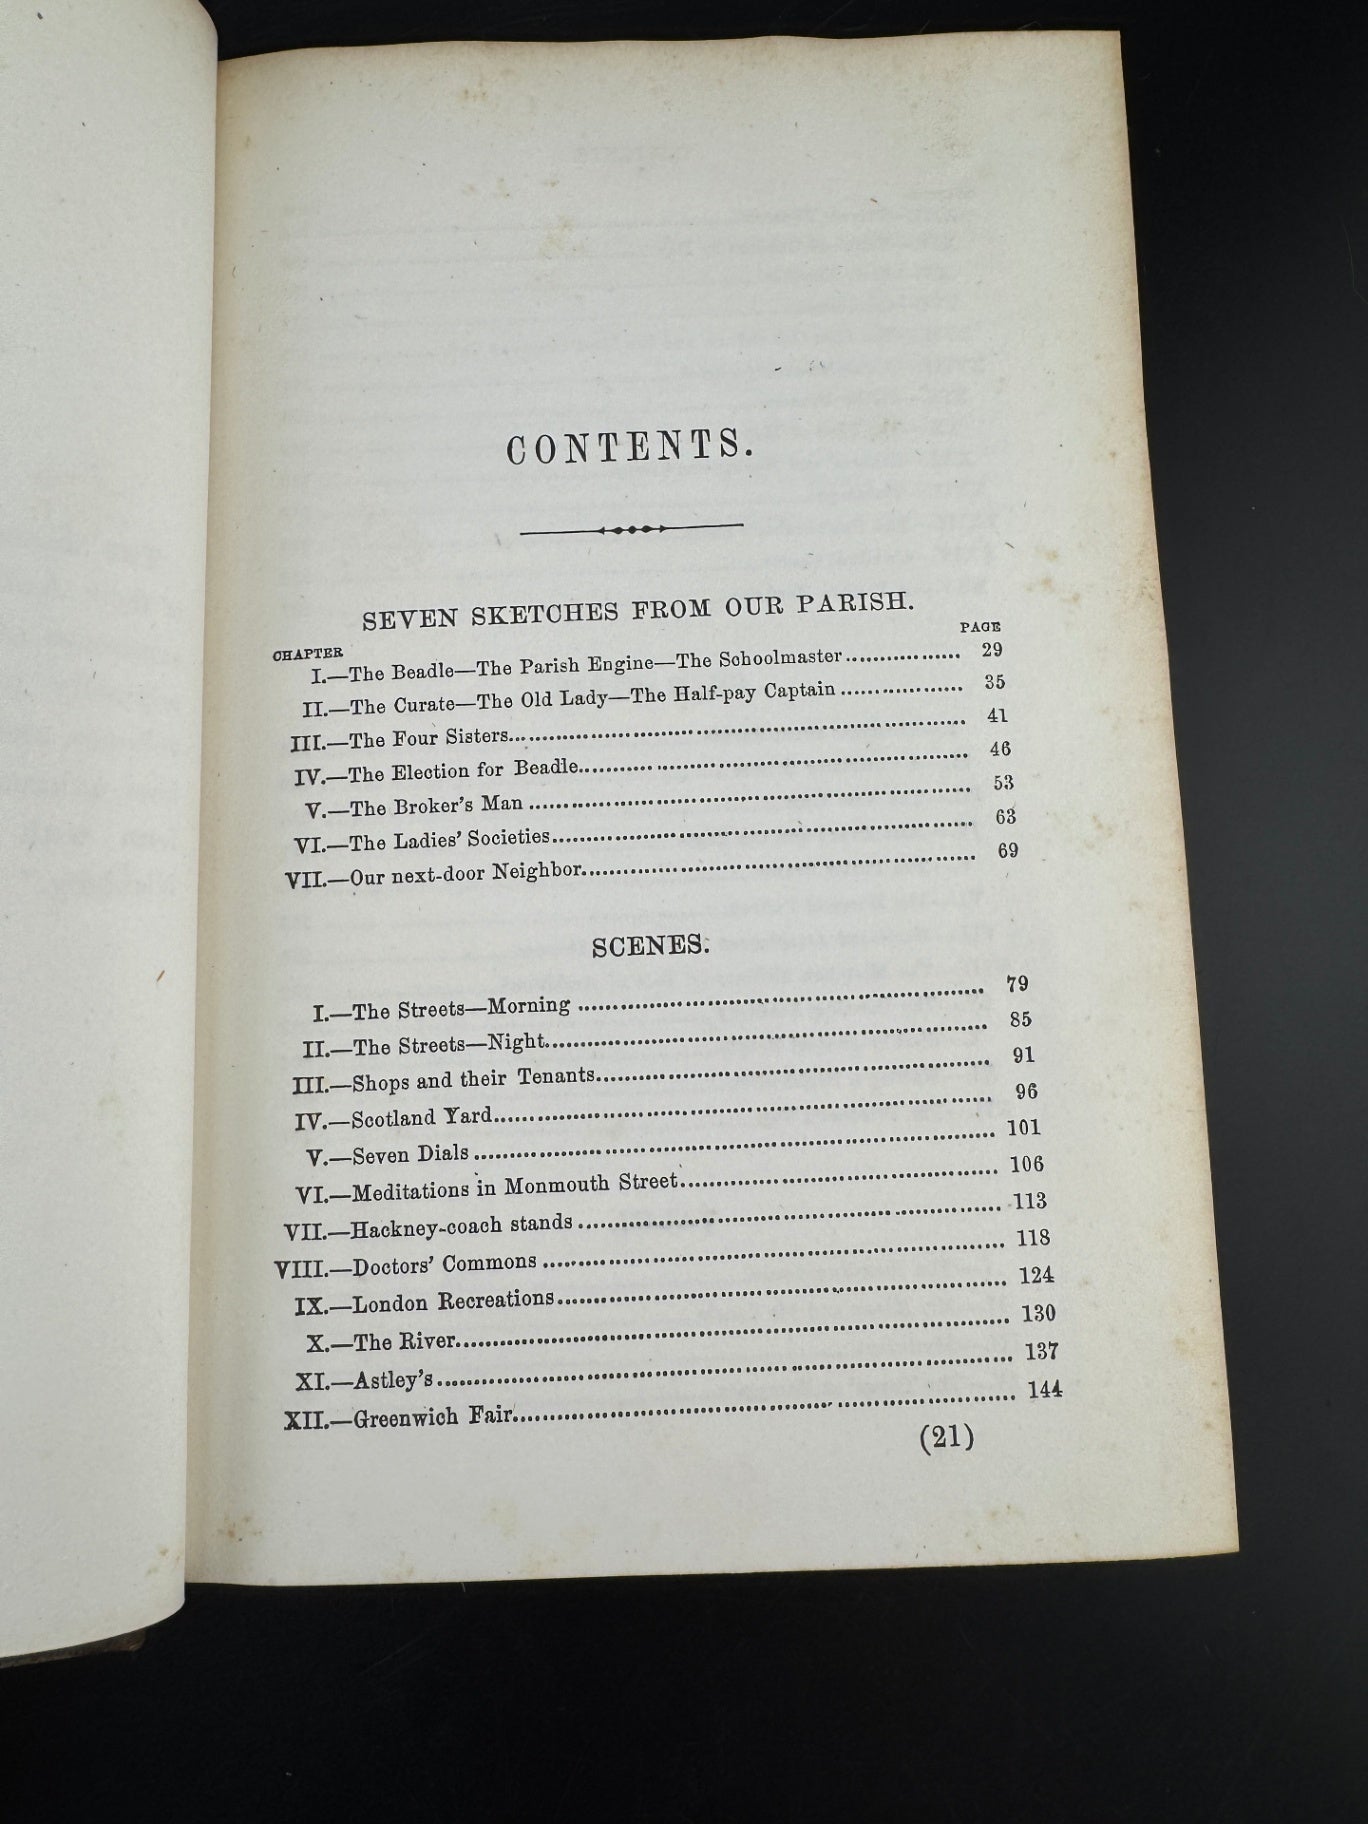 CONTENTS.
SEVEN SKETCHES FROM OUR PARISH.
CHAPTER PAGE
I.—The Beadle—The Parish Engine—The Schoolmaster.................. 29
II.—The Curate—The Old Lady—The Half-pay Captain.................. 35
III.—The Four Sisters.................. 41
IV.—The Election for Beadle.................. 46
V.—The Broker's Man.................. 53
VI.—The Ladies' Societies.................. 63
VII.—Our next-door Neighbor.................. 69
SCENES.
I.—The Streets—Morning.................. 79
II.—The Streets—Night.................. 85
III.—Shops and their Tenants.................. 91
IV.—Scotland Yard.................. 96
V.—Seven Dials.................. 101
VI.—Meditations in Monmouth Street.................. 106
VII.—Hackney-coach stands.................. 113
VIII.—Doctors' Commons.................. 118
IX.—London Recreations.................. 124
X.—The River.................. 130
XI.—Astley's.................. 137
XII.—Greenwich Fair.................. 144
(21)